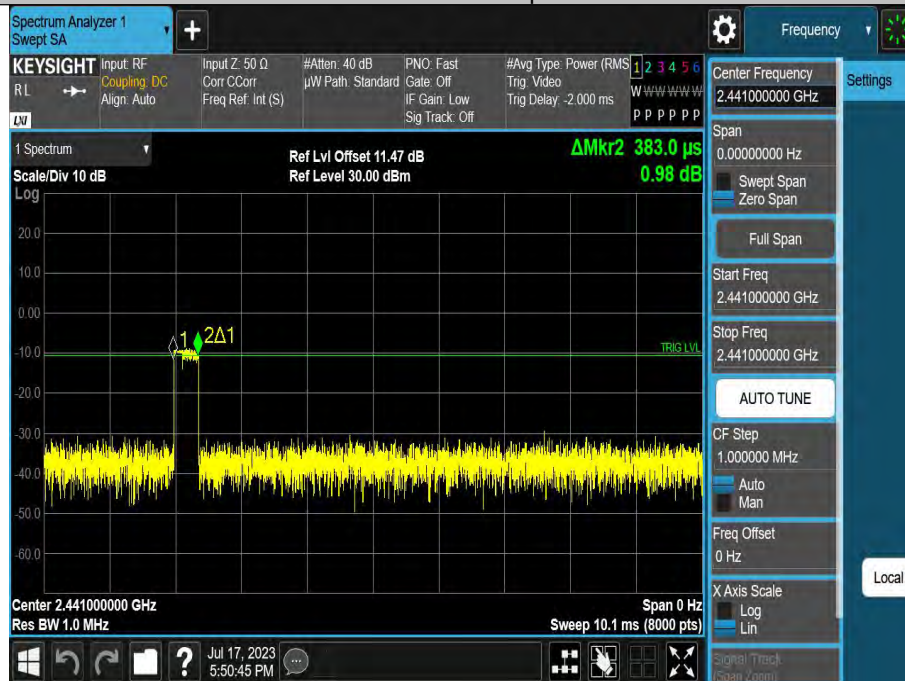 Spectrum Analyzer 1
Swept SA
+
Frequency
KEYSIGHT
RL
LXI
Input: RF
Coupling: DC
Align: Auto
Input Z: 50 Ω
Corr CCorr
Freq Ref: Int (S)
#Atten: 40 dB
µW Path: Standard
PNO: Fast
Gate: Off
IF Gain: Low
Sig Track: Off
#Avg Type: Power (RMS
Trig: Video
Trig Delay: -2.000 ms
1 2 3 4 5 6
W W W W W W
P P P P P P
1 Spectrum
Scale/Div 10 dB
Log
Ref Lvl Offset 11.47 dB
Ref Level 30.00 dBm
ΔMkr2 383.0 µs
0.98 dB
20.0
10.0
0.00
-10.0
-20.0
-30.0
-40.0
-50.0
-60.0
1
2Δ1
TRIG LVL
Center 2.441000000 GHz
Res BW 1.0 MHz
Span 0 Hz
Sweep 10.1 ms (8000 pts)
Center Frequency
2.441000000 GHz
Span
0.00000000 Hz
Swept Span
Zero Span
Full Span
Start Freq
2.441000000 GHz
Stop Freq
2.441000000 GHz
AUTO TUNE
CF Step
1.000000 MHz
Auto
Man
Freq Offset
0 Hz
X Axis Scale
Log
Lin
Signal Track
(Span Zoom)
Settings
Local
?
Jul 17, 2023
5:50:45 PM